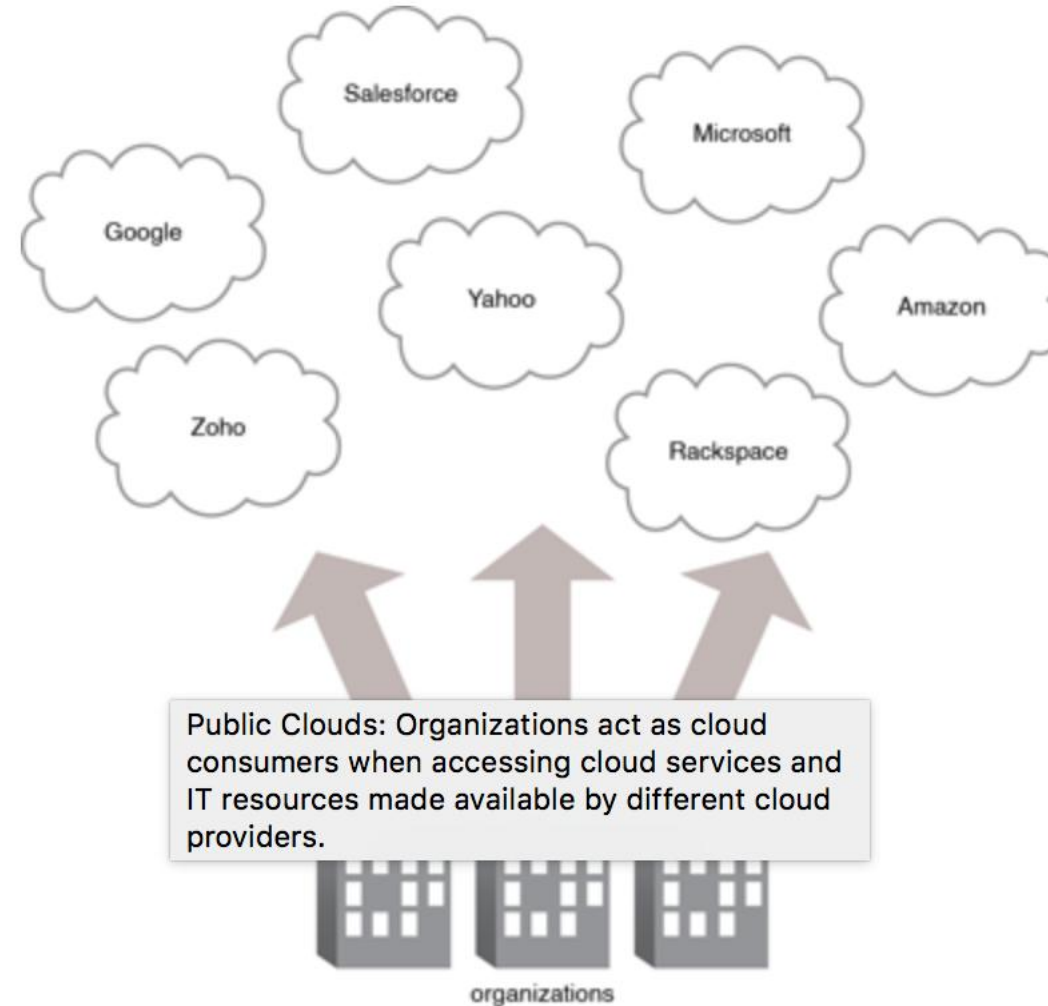 Salesforce
Microsoft
Google
Yahoo
Amazon
Zoho
Rackspace
Public Clouds: Organizations act as cloud
consumers when accessing cloud services and
IT resources made available by different cloud
providers.
organizations